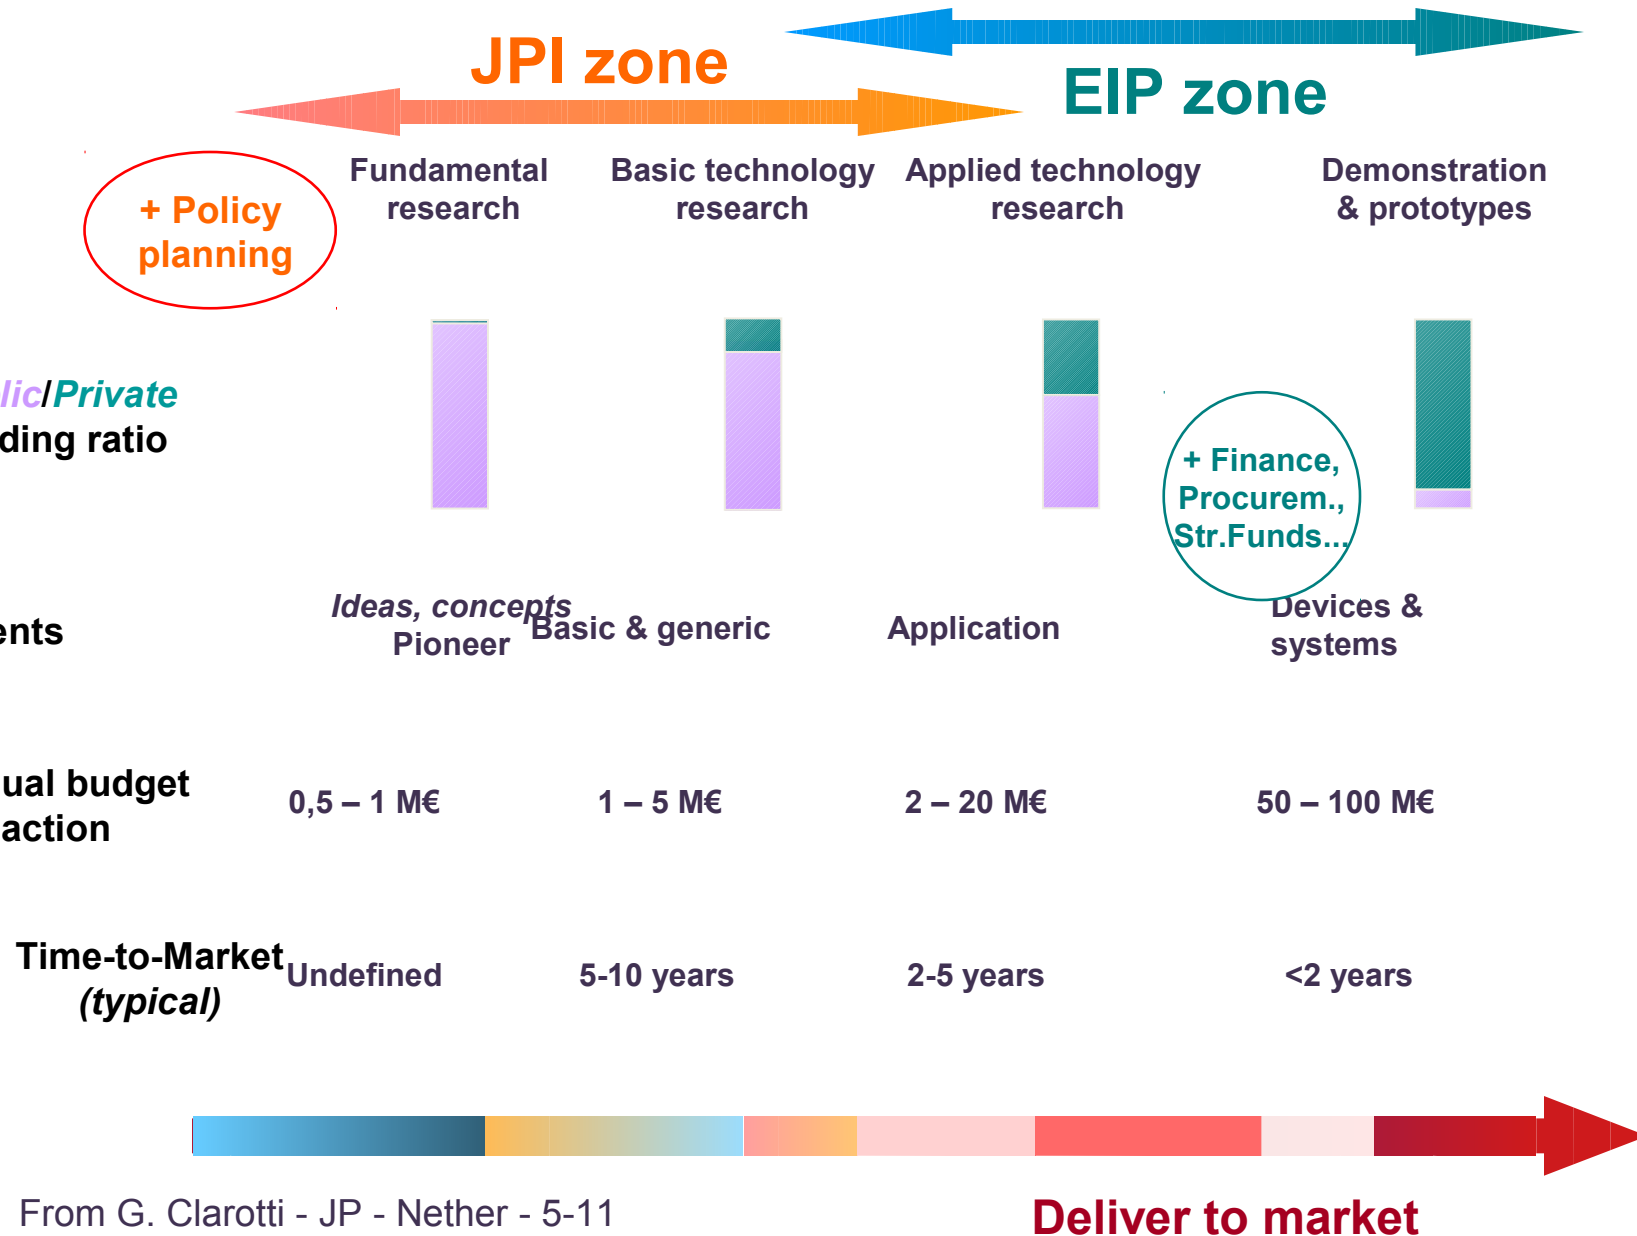 JPI zone
EIP zone
+ Policy
planning
Fundamental
research
Basic technology
research
Applied technology
research
Demonstration
& prototypes
lic/Private
ding ratio
+ Finance,
Procurem.,
Str.Funds...
ents
Ideas, concepts
Pioneer
Basic & generic
Application
Devices &
systems
ual budget
action
0,5 – 1 M€
1 – 5 M€
2 – 20 M€
50 – 100 M€
Time-to-Market
(typical)
Undefined
5-10 years
2-5 years
<2 years
From G. Clarotti - JP - Nether - 5-11
Deliver to market